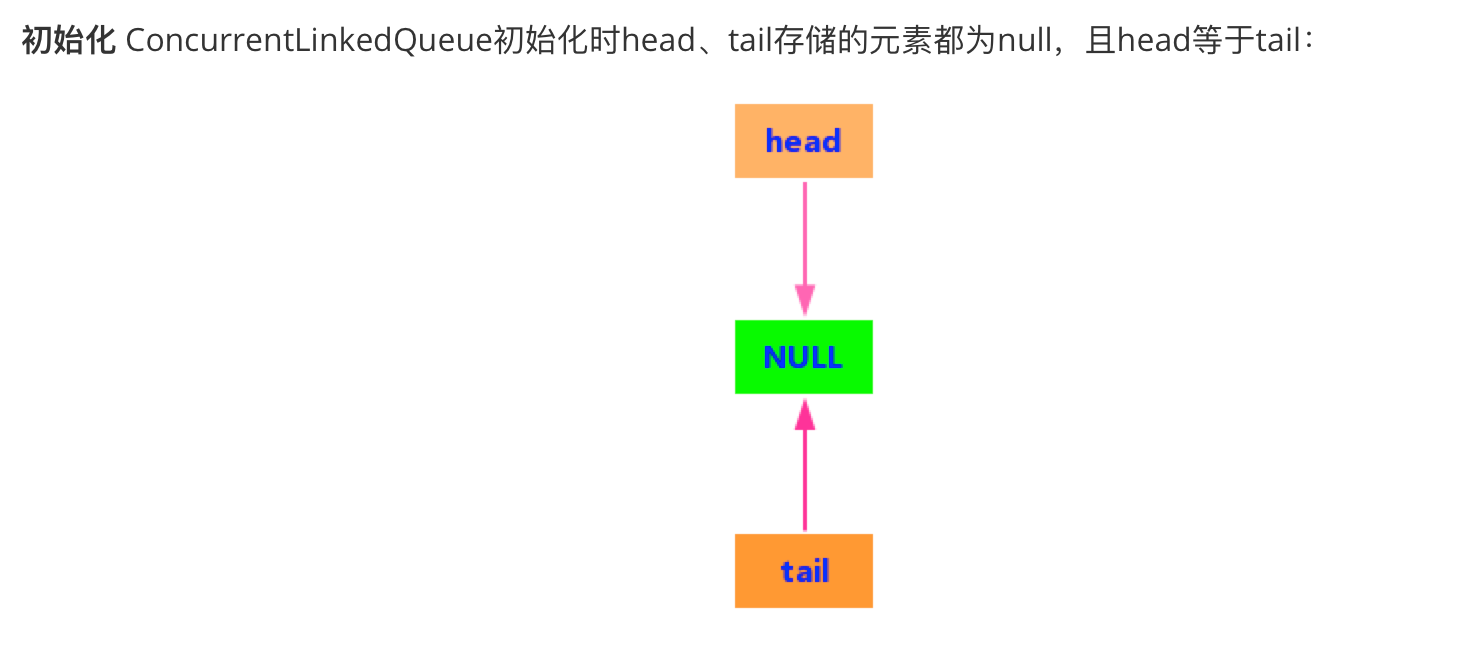 初始化 ConcurrentLinkedQueue初始化时head、tail存储的元素都为null，且head等于tail：
head
NULL
tail